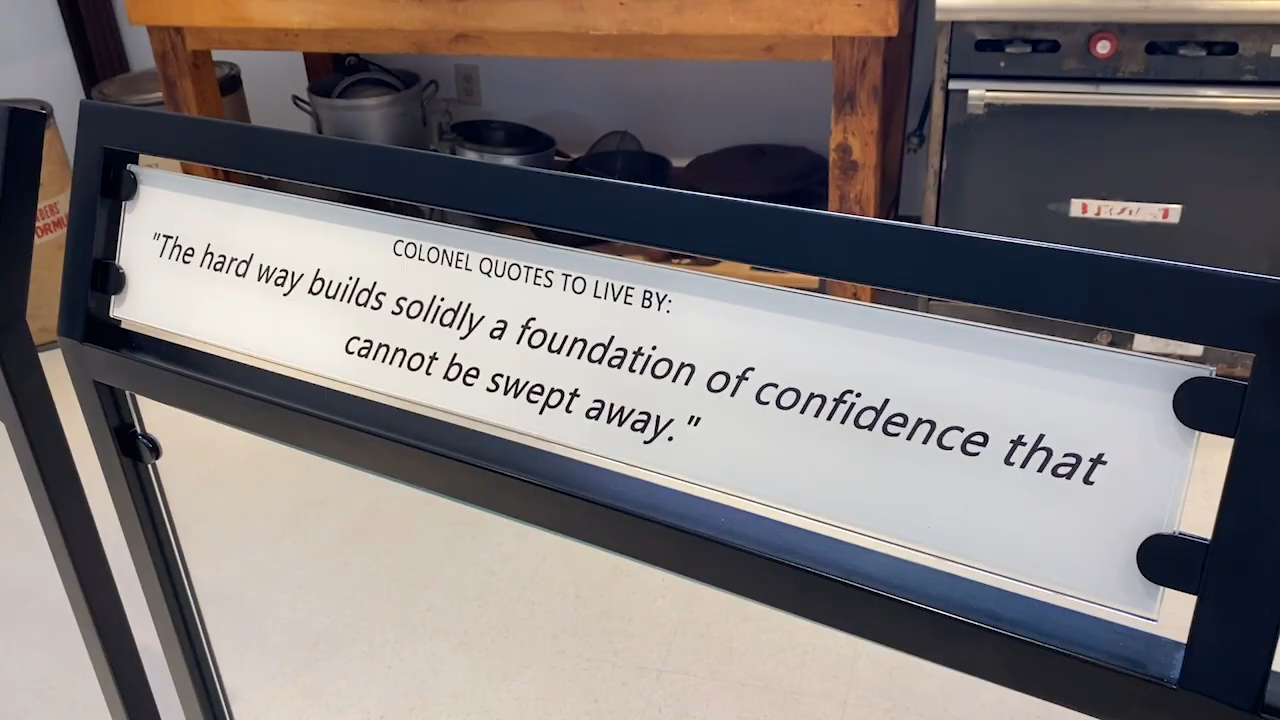 COLONEL QUOTES TO LIVE BY:
"The hard way builds solidly a foundation of confidence that
cannot be swept away."